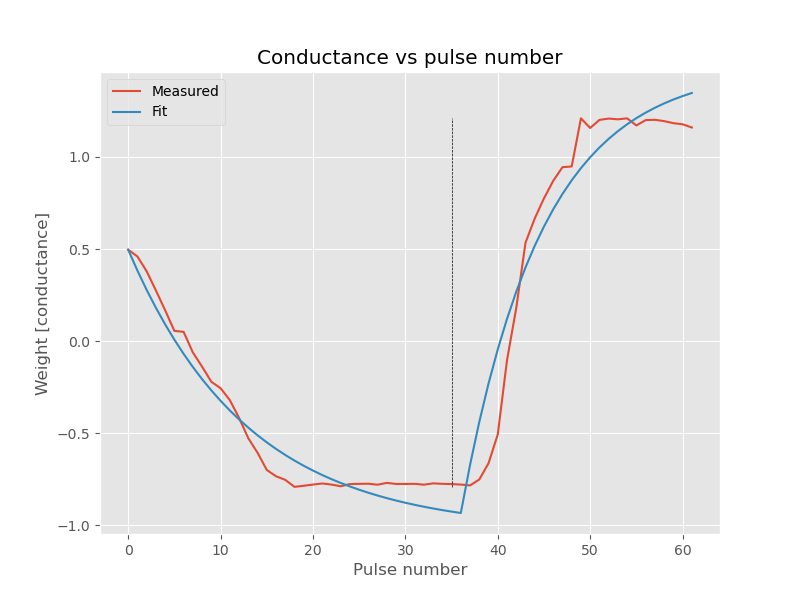 Conductance vs pulse number
Measured
Fit
Weight [conductance]
1.0
0.5
0.0
−0.5
−1.0
0 10 20 30 40 50 60
Pulse number